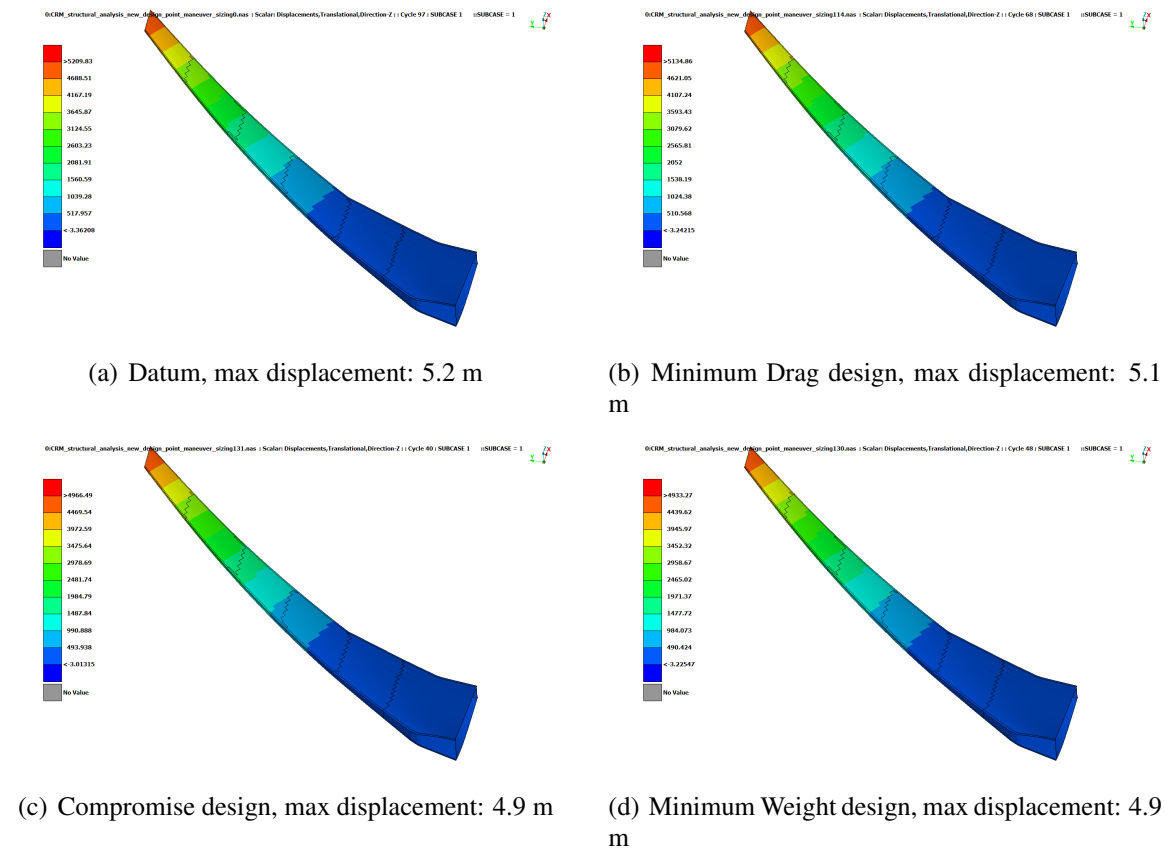 0:CRM_structural_analysis_new_design_point_maneuver_sizing0.nas : Scalar: Displacements,Translational,Direction-Z : : Cycle 97 : SUBCASE 1 ::SUBCASE = 1
Y Z X
>5209.83
4688.51
4167.19
3645.87
3124.55
2603.23
2081.91
1560.59
1039.28
517.957
<-3.36208
No Value
(a) Datum, max displacement: 5.2 m
0:CRM_structural_analysis_new_design_point_maneuver_sizing114.nas : Scalar: Displacements,Translational,Direction-Z : : Cycle 68 : SUBCASE 1 ::SUBCASE = 1
Y Z X
>5134.86
4621.05
4107.24
3593.43
3079.62
2565.81
2052
1538.19
1024.38
510.568
<-3.24215
No Value
(b) Minimum Drag design, max displacement: 5.1
m
0:CRM_structural_analysis_new_design_point_maneuver_sizing131.nas : Scalar: Displacements,Translational,Direction-Z : : Cycle 40 : SUBCASE 1 ::SUBCASE = 1
Y Z X
>4966.49
4469.54
3972.59
3475.64
2978.69
2481.74
1984.79
1487.84
990.888
493.938
<-3.01315
No Value
(c) Compromise design, max displacement: 4.9 m
0:CRM_structural_analysis_new_design_point_maneuver_sizing130.nas : Scalar: Displacements,Translational,Direction-Z : : Cycle 48 : SUBCASE 1 ::SUBCASE = 1
Y Z X
>4933.27
4439.62
3945.97
3452.32
2958.67
2465.02
1971.37
1477.72
984.073
490.424
<-3.22547
No Value
(d) Minimum Weight design, max displacement: 4.9
m